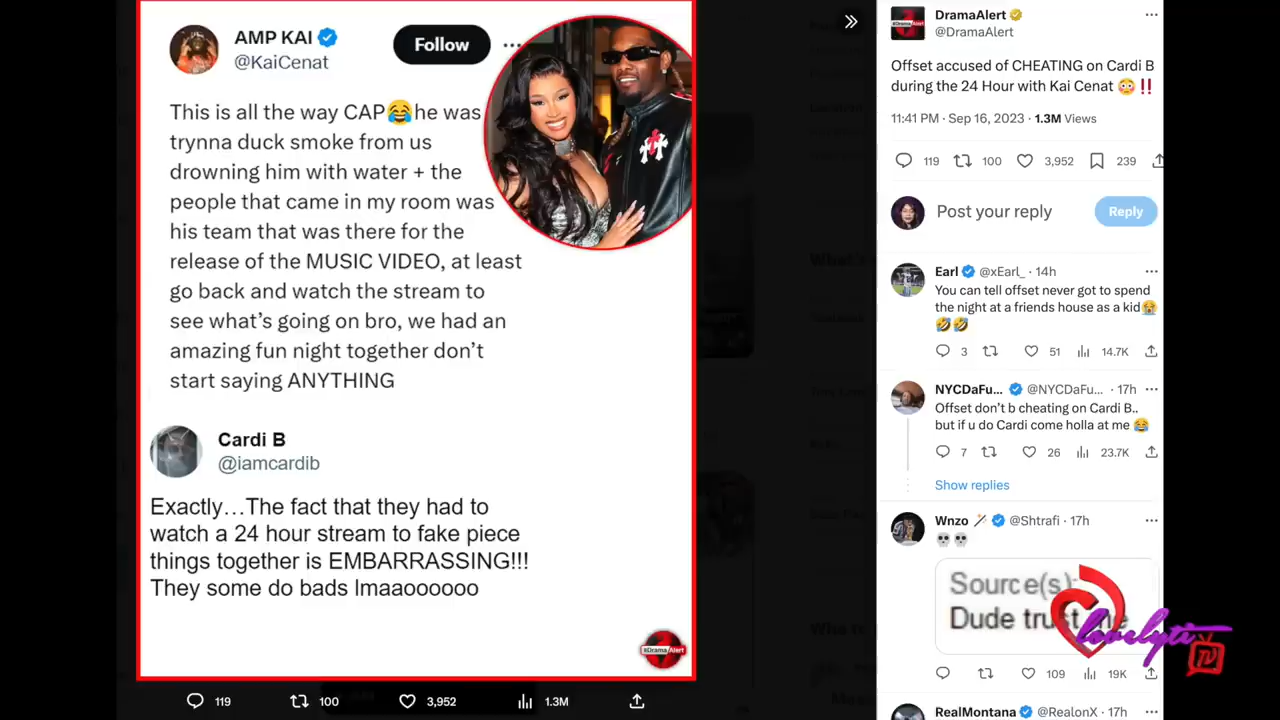 AMP KAI
@KaiCenat
Follow
This is all the way CAP😂he was
trynna duck smoke from us
drowning him with water + the
people that came in my room was
his team that was there for the
release of the MUSIC VIDEO, at least
go back and watch the stream to
see what's going on bro, we had an
amazing fun night together don't
start saying ANYTHING
Cardi B
@iamcardib
Exactly…The fact that they had to
watch a 24 hour stream to fake piece
things together is EMBARRASSING!!!
They some do bads lmaoooooo
#DramaAlert
119
100
3,952
1.3M
DramaAlert
@DramaAlert
Offset accused of CHEATING on Cardi B
during the 24 Hour with Kai Cenat 😳‼️
11:41 PM · Sep 16, 2023 · 1.3M Views
119
100
3,952
239
Post your reply
Reply
Earl @xEarl_ · 14h
You can tell offset never got to spend
the night at a friends house as a kid😭
🤣🤣
3
51
14.7K
NYCDaFu... @NYCDaFu... · 17h
Offset don't b cheating on Cardi B..
but if u do Cardi come holla at me 😂
7
26
23.7K
Show replies
Wnzo @Shtrafi · 17h
💀💀
Source(s):
Dude trust me
lovelyti
TV
109
19K
RealMontana @RealonX · 17h